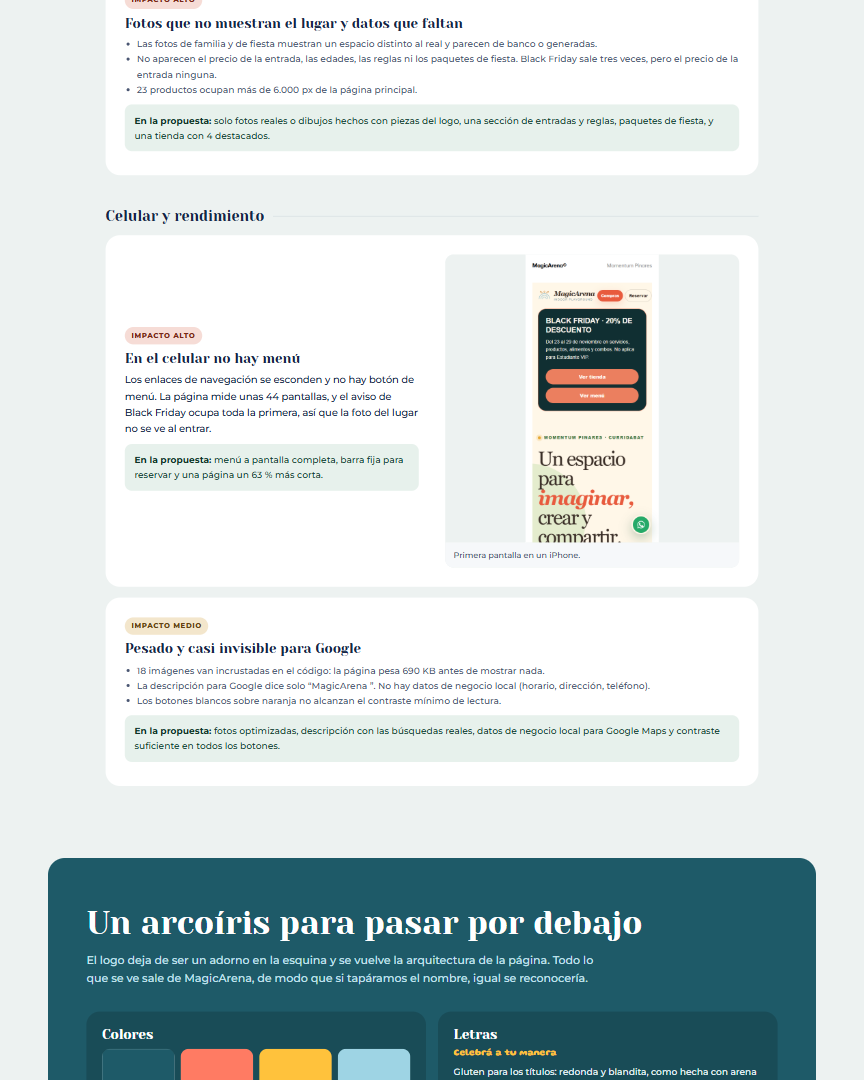 IMPACTO ALTO
Fotos que no muestran el lugar y datos que faltan
• Las fotos de familia y de fiesta muestran un espacio distinto al real y parecen de banco o generadas.
• No aparecen el precio de la entrada, las edades, las reglas ni los paquetes de fiesta. Black Friday sale tres veces, pero el precio de la
entrada ninguna.
• 23 productos ocupan más de 6.000 px de la página principal.
En la propuesta: solo fotos reales o dibujos hechos con piezas del logo, una sección de entradas y reglas, paquetes de fiesta, y
una tienda con 4 destacados.
Celular y rendimiento
IMPACTO ALTO
En el celular no hay menú
Los enlaces de navegación se esconden y no hay botón de
menú. La página mide unas 44 pantallas, y el aviso de
Black Friday ocupa toda la primera, así que la foto del lugar
no se ve al entrar.
En la propuesta: menú a pantalla completa, barra fija para
reservar y una página un 63 % más corta.
MagicArena® Momentum Pinares
MagicArena Comprar Reservar
BLACK FRIDAY · 20% DE
DESCUENTO
Del 23 al 29 de noviembre en servicios,
productos, alimentos y combos. No aplica
para Estudiante VIP.
Ver tienda
Ver menú
MOMENTUM PINARES · CURRIDABAT
Un espacio
para
imaginar,
crear y
compartir.
Primera pantalla en un iPhone.
IMPACTO MEDIO
Pesado y casi invisible para Google
• 18 imágenes van incrustadas en el código: la página pesa 690 KB antes de mostrar nada.
• La descripción para Google dice solo “MagicArena ”. No hay datos de negocio local (horario, dirección, teléfono).
• Los botones blancos sobre naranja no alcanzan el contraste mínimo de lectura.
En la propuesta: fotos optimizadas, descripción con las búsquedas reales, datos de negocio local para Google Maps y contraste
suficiente en todos los botones.
Un arcoíris para pasar por debajo
El logo deja de ser un adorno en la esquina y se vuelve la arquitectura de la página. Todo lo
que se ve sale de MagicArena, de modo que si tapáramos el nombre, igual se reconocería.
Colores
Letras
Celebrá a tu manera
Gluten para los títulos: redonda y blandita, como hecha con arena